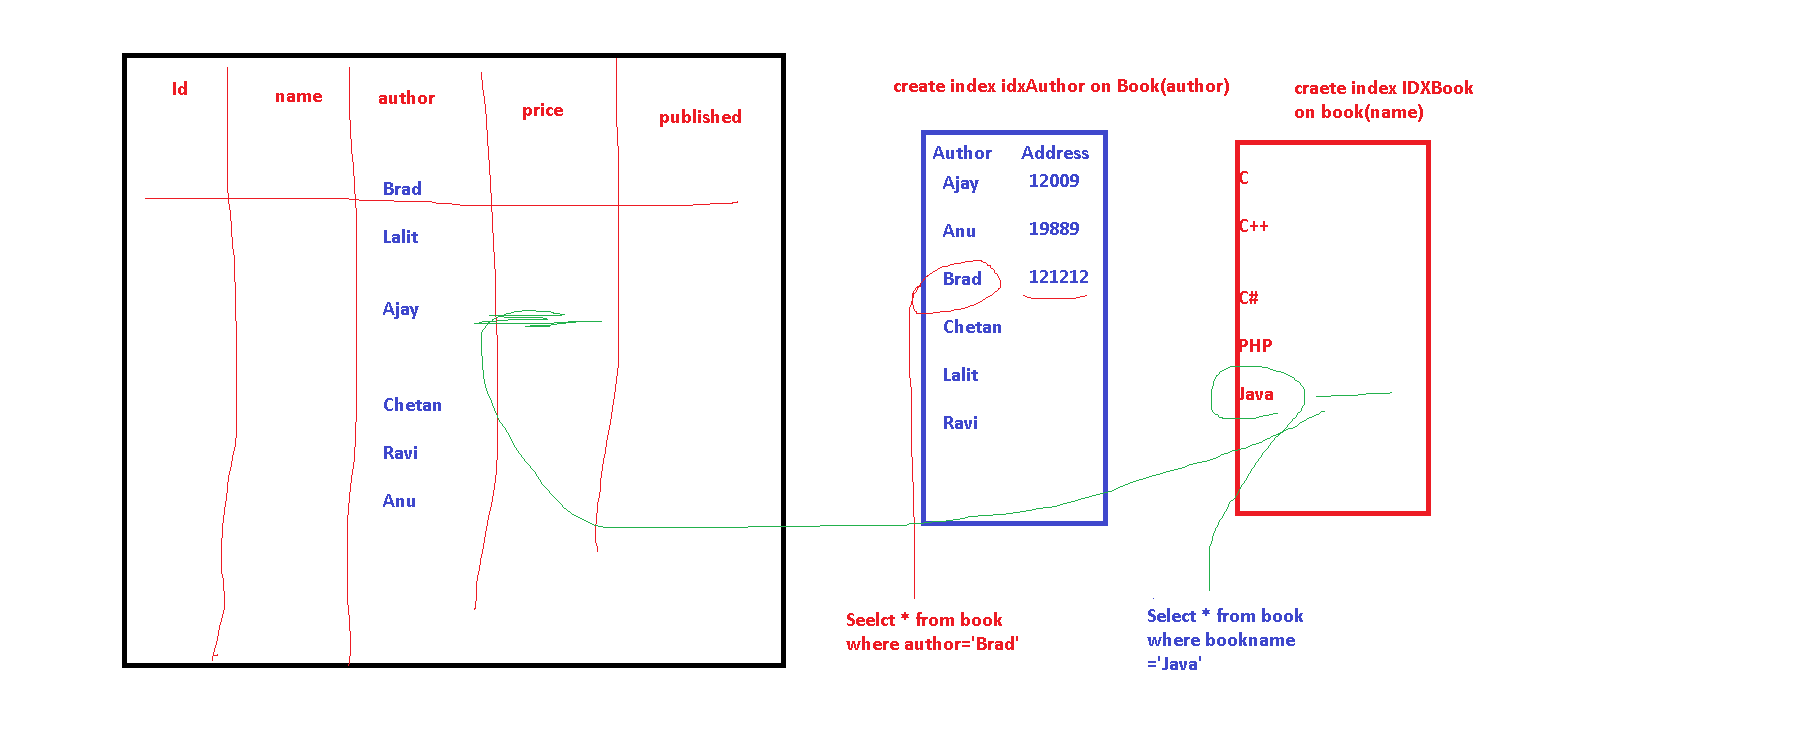 Id
name
author
price
published
Brad
Lalit
Ajay
Chetan
Ravi
Anu
create index idxAuthor on Book(author)
Author Address
Ajay 12009
Anu 19889
Brad 121212
Chetan
Lalit
Ravi
Seelct * from book
where author='Brad'
craete index IDXBook
on book(name)
C
C++
C#
PHP
Java
Select * from book
where bookname
='Java'